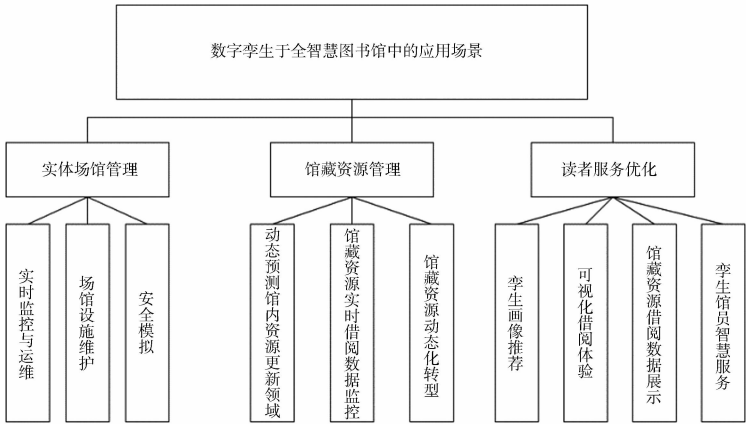 数字孪生于全智慧图书馆中的应用场景
实体场馆管理
馆藏资源管理
读者服务优化
实时监控与运维
场馆设施维护
安全模拟
动态预测馆内资源更新领域
馆藏资源实时借阅数据监控
馆藏资源动态化转型
孪生画像推荐
可视化借阅体验
馆藏资源借阅数据展示
孪生馆员智慧服务